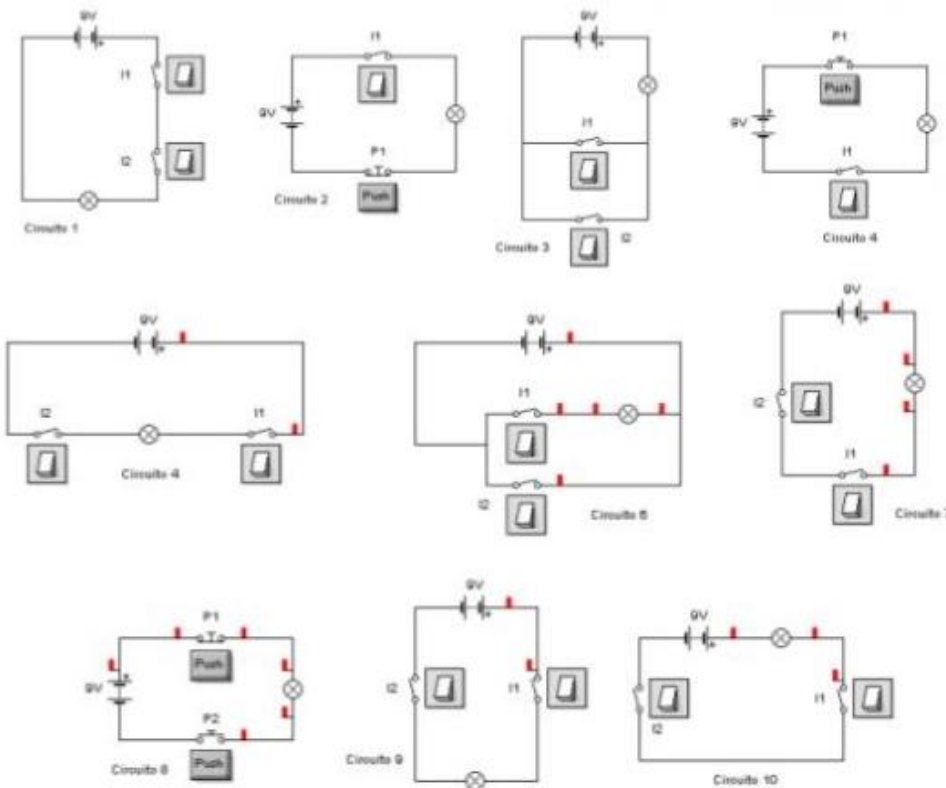 9V
I1
I2
Circuito 1
I1
9V
P1
Push
Circuito 2
9V
I1
I2
Circuito 3
P1
Push
9V
I1
Circuito 4
9V
I2
I1
Circuito 4
9V
I1
I2
Circuito 6
9V
I2
I1
Circuito 7
P1
Push
9V
P2
Push
Circuito 8
9V
I2
I1
Circuito 9
9V
I2
I1
Circuito 10